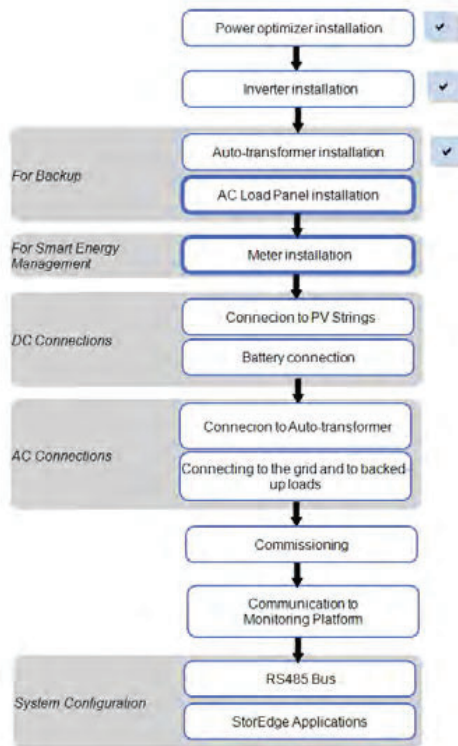 Power optimizer installation
Inverter installation
For Backup
Auto-transformer installation
AC Load Panel installation
For Smart Energy
Management
Meter installation
DC Connections
Connecion to PV Strings
Battery connection
AC Connections
Connecion to Auto-transformer
Connecting to the grid and to backed-
up loads
Commissioning
Communication to
Monitoring Platform
System Configuration
RS485 Bus
StorEdge Applications